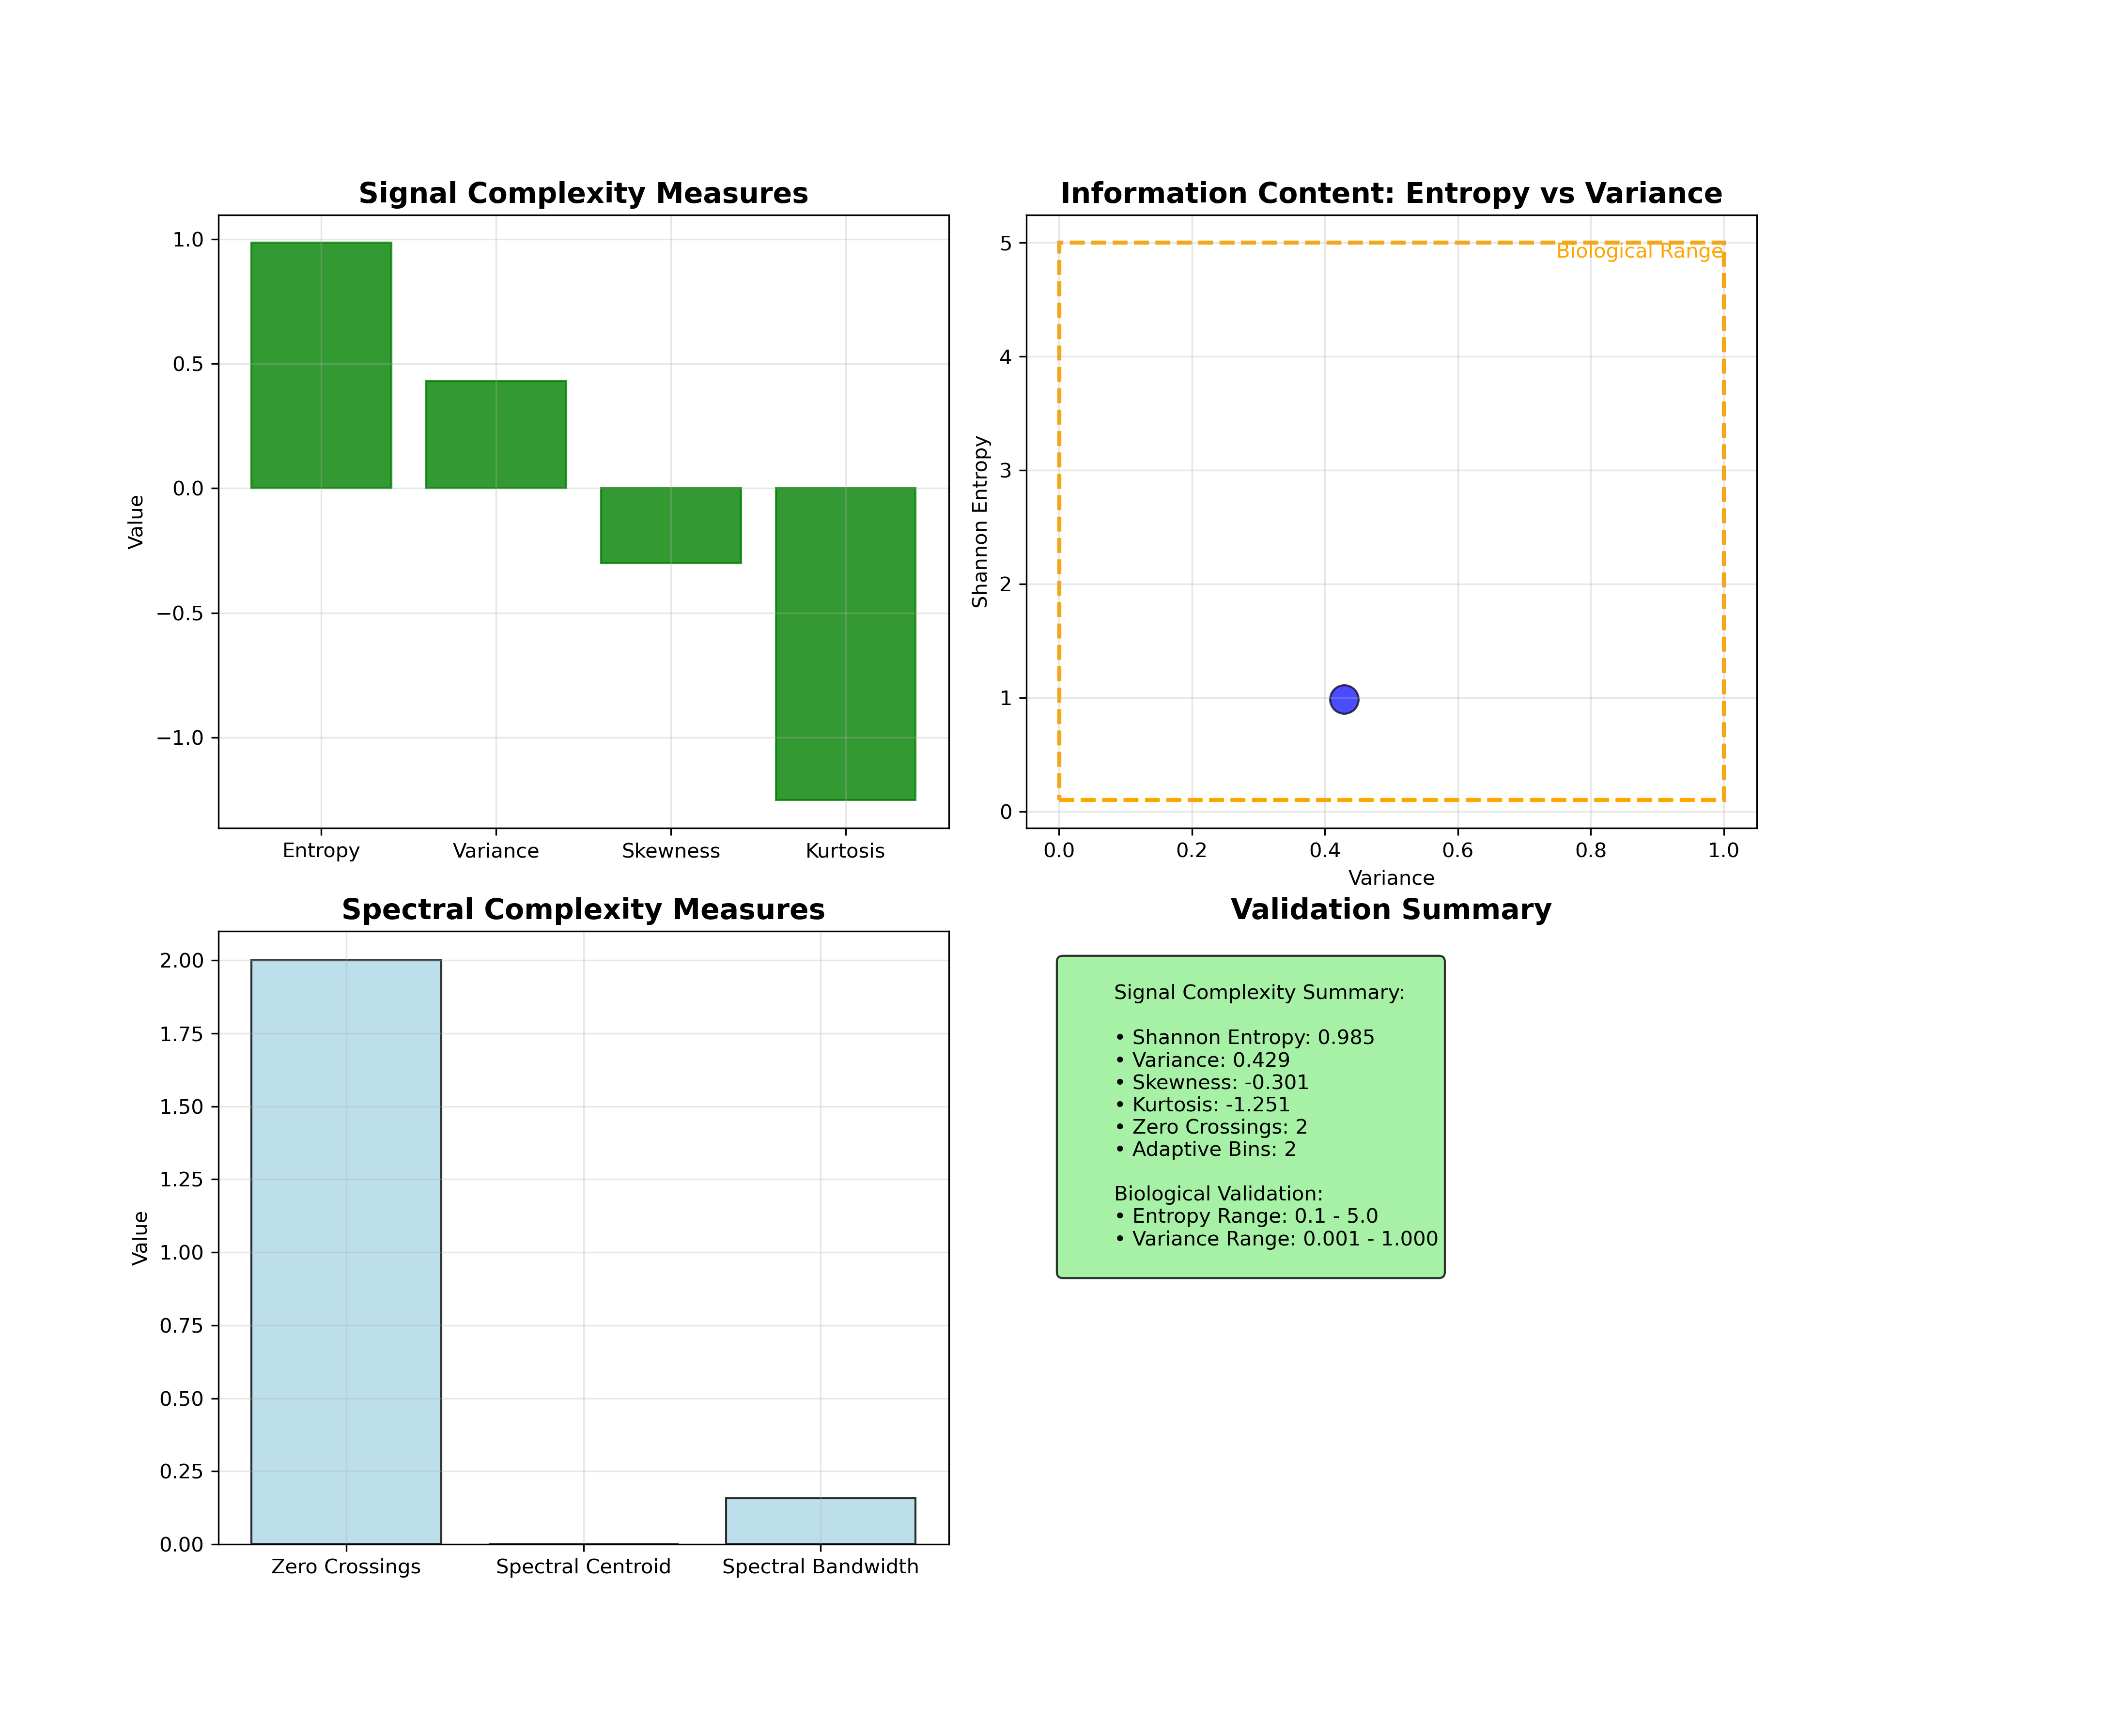 Signal Complexity Measures
1.0
0.5
0.0
−0.5
−1.0
Value
Entropy
Variance
Skewness
Kurtosis
Information Content: Entropy vs Variance
Biological Range
5
4
3
2
1
0
Shannon Entropy
0.0
0.2
0.4
0.6
0.8
1.0
Variance
Spectral Complexity Measures
2.00
1.75
1.50
1.25
1.00
0.75
0.50
0.25
0.00
Value
Zero Crossings
Spectral Centroid
Spectral Bandwidth
Validation Summary
Signal Complexity Summary:
• Shannon Entropy: 0.985
• Variance: 0.429
• Skewness: -0.301
• Kurtosis: -1.251
• Zero Crossings: 2
• Adaptive Bins: 2
Biological Validation:
• Entropy Range: 0.1 - 5.0
• Variance Range: 0.001 - 1.000